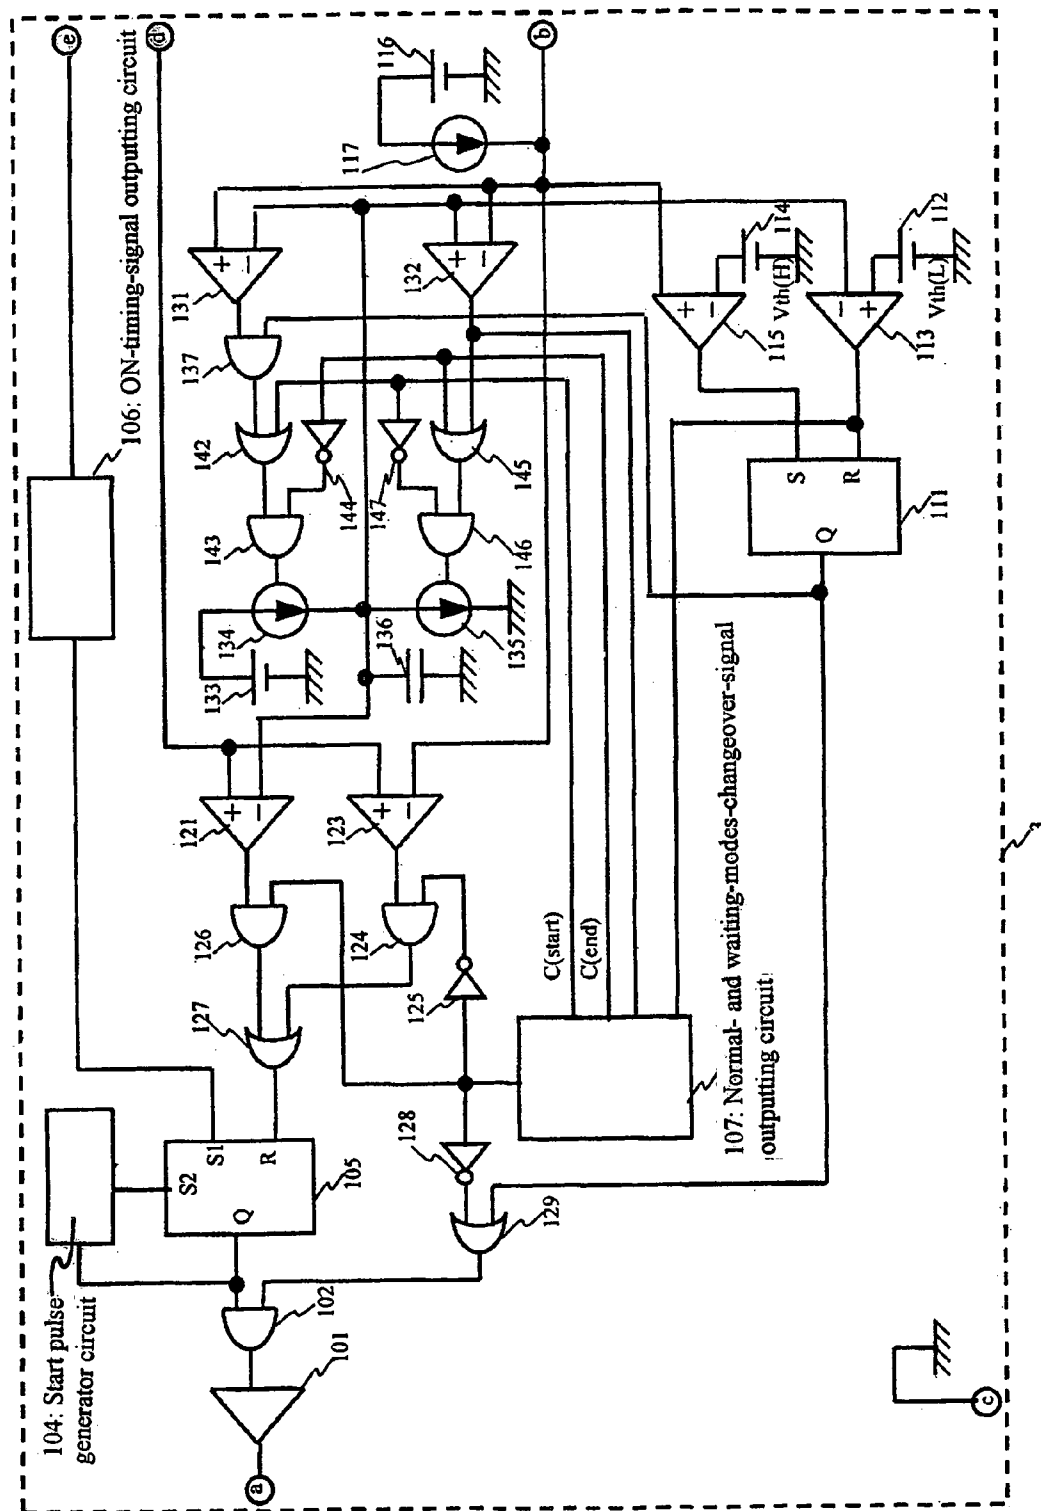 e
106: ON-timing-signal outputting circuit
d
b
116
117
+
−
131
+
−
132
137
142
143
144
147
145
146
134
133
135
136
114
Vth(H)
112
Vth(L)
+
−
115
−
+
113
S
R
Q
111
+
−
121
+
−
123
126
124
125
127
C(start)
C(end)
107: Normal- and waiting-modes-changeover-signal
outputting circuit
128
129
S2
S1
R
Q
105
104: Start pulse
generator circuit
102
101
a
c
3